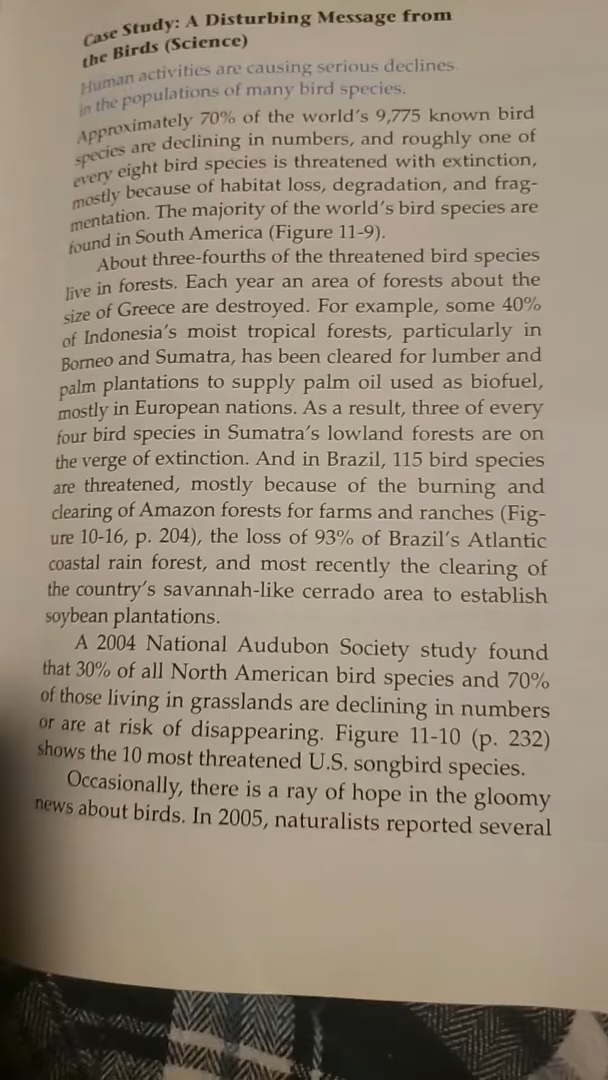 Case Study: A Disturbing Message from
the Birds (Science)
Human activities are causing serious declines
in the populations of many bird species.
Approximately 70% of the world's 9,775 known bird
species are declining in numbers, and roughly one of
every eight bird species is threatened with extinction,
mostly because of habitat loss, degradation, and frag-
mentation. The majority of the world's bird species are
found in South America (Figure 11-9).
About three-fourths of the threatened bird species
live in forests. Each year an area of forests about the
size of Greece are destroyed. For example, some 40%
of Indonesia's moist tropical forests, particularly in
Borneo and Sumatra, has been cleared for lumber and
palm plantations to supply palm oil used as biofuel,
mostly in European nations. As a result, three of every
four bird species in Sumatra's lowland forests are on
the verge of extinction. And in Brazil, 115 bird species
are threatened, mostly because of the burning and
clearing of Amazon forests for farms and ranches (Fig-
ure 10-16, p. 204), the loss of 93% of Brazil's Atlantic
coastal rain forest, and most recently the clearing of
the country's savannah-like cerrado area to establish
soybean plantations.
A 2004 National Audubon Society study found
that 30% of all North American bird species and 70%
of those living in grasslands are declining in numbers
or are at risk of disappearing. Figure 11-10 (p. 232)
shows the 10 most threatened U.S. songbird species.
Occasionally, there is a ray of hope in the gloomy
news about birds. In 2005, naturalists reported several